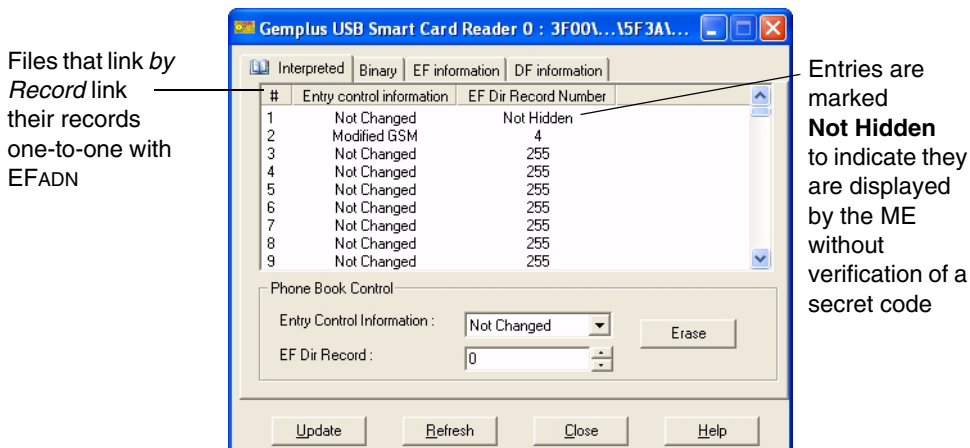 Gemplus USB Smart Card Reader 0 : 3F00\...\5F3A\...
Files that link by
Record link
their records
one-to-one with
EFADN
Interpreted Binary EF information DF information
# Entry control information EF Dir Record Number
1 Not Changed Not Hidden
2 Modified GSM 4
3 Not Changed 255
4 Not Changed 255
5 Not Changed 255
6 Not Changed 255
7 Not Changed 255
8 Not Changed 255
9 Not Changed 255
Phone Book Control
Entry Control Information : Not Changed
Erase
EF Dir Record : 0
Update Refresh Close Help
Entries are
marked
Not Hidden
to indicate they
are displayed
by the ME
without
verification of a
secret code